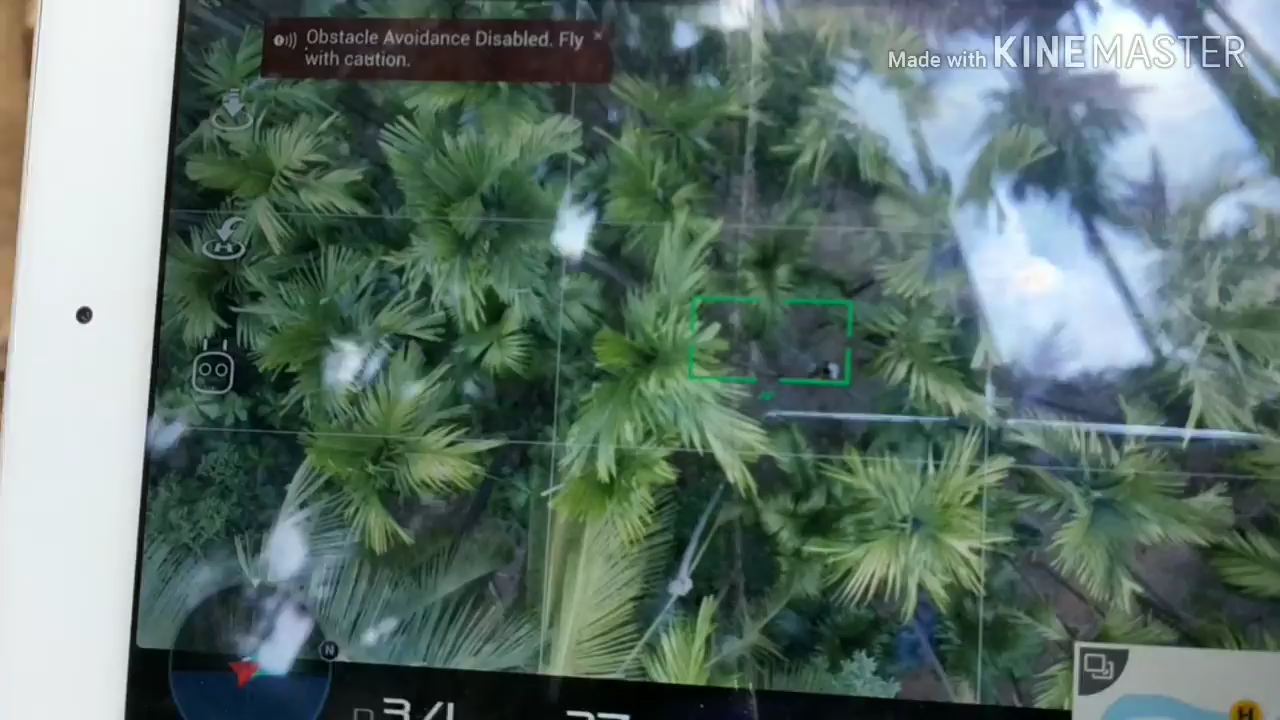 Obstacle Avoidance Disabled. Fly
with caution.
Made with KINEMASTER
N
H
H